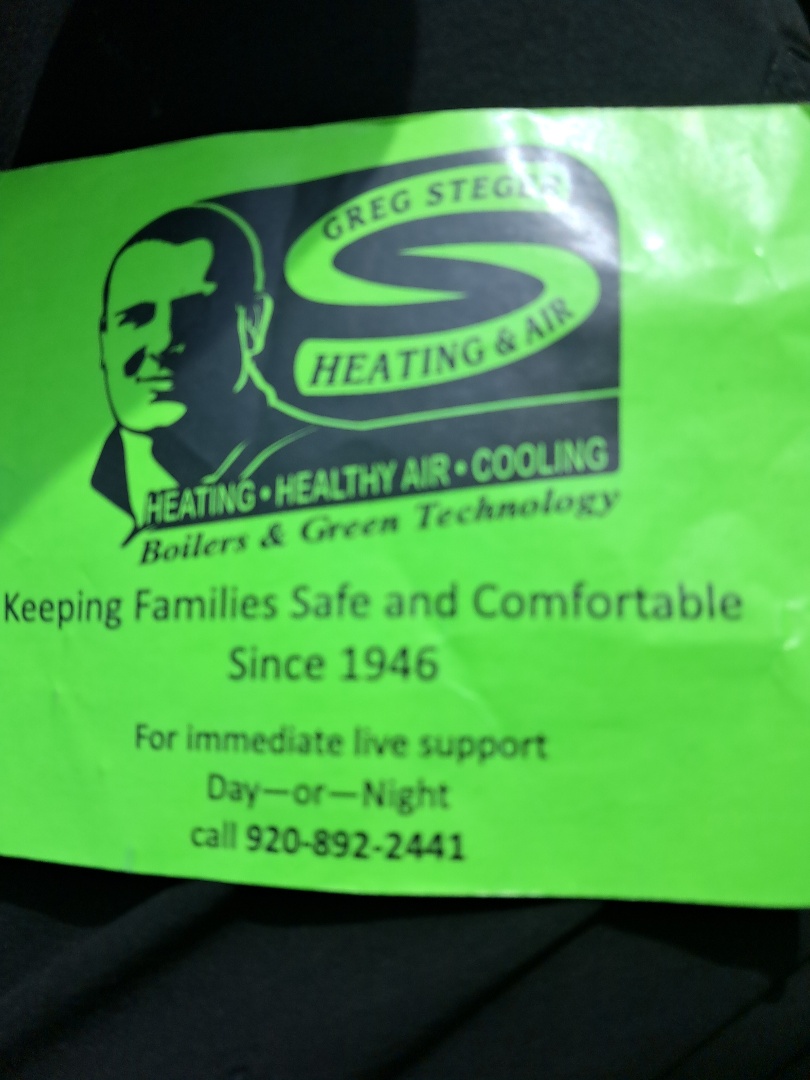 GREG STEGER
HEATING & AIR
HEATING • HEALTHY AIR • COOLING
Boilers & Green Technology
Keeping Families Safe and Comfortable
Since 1946
For immediate live support
Day—or—Night
call 920-892-2441